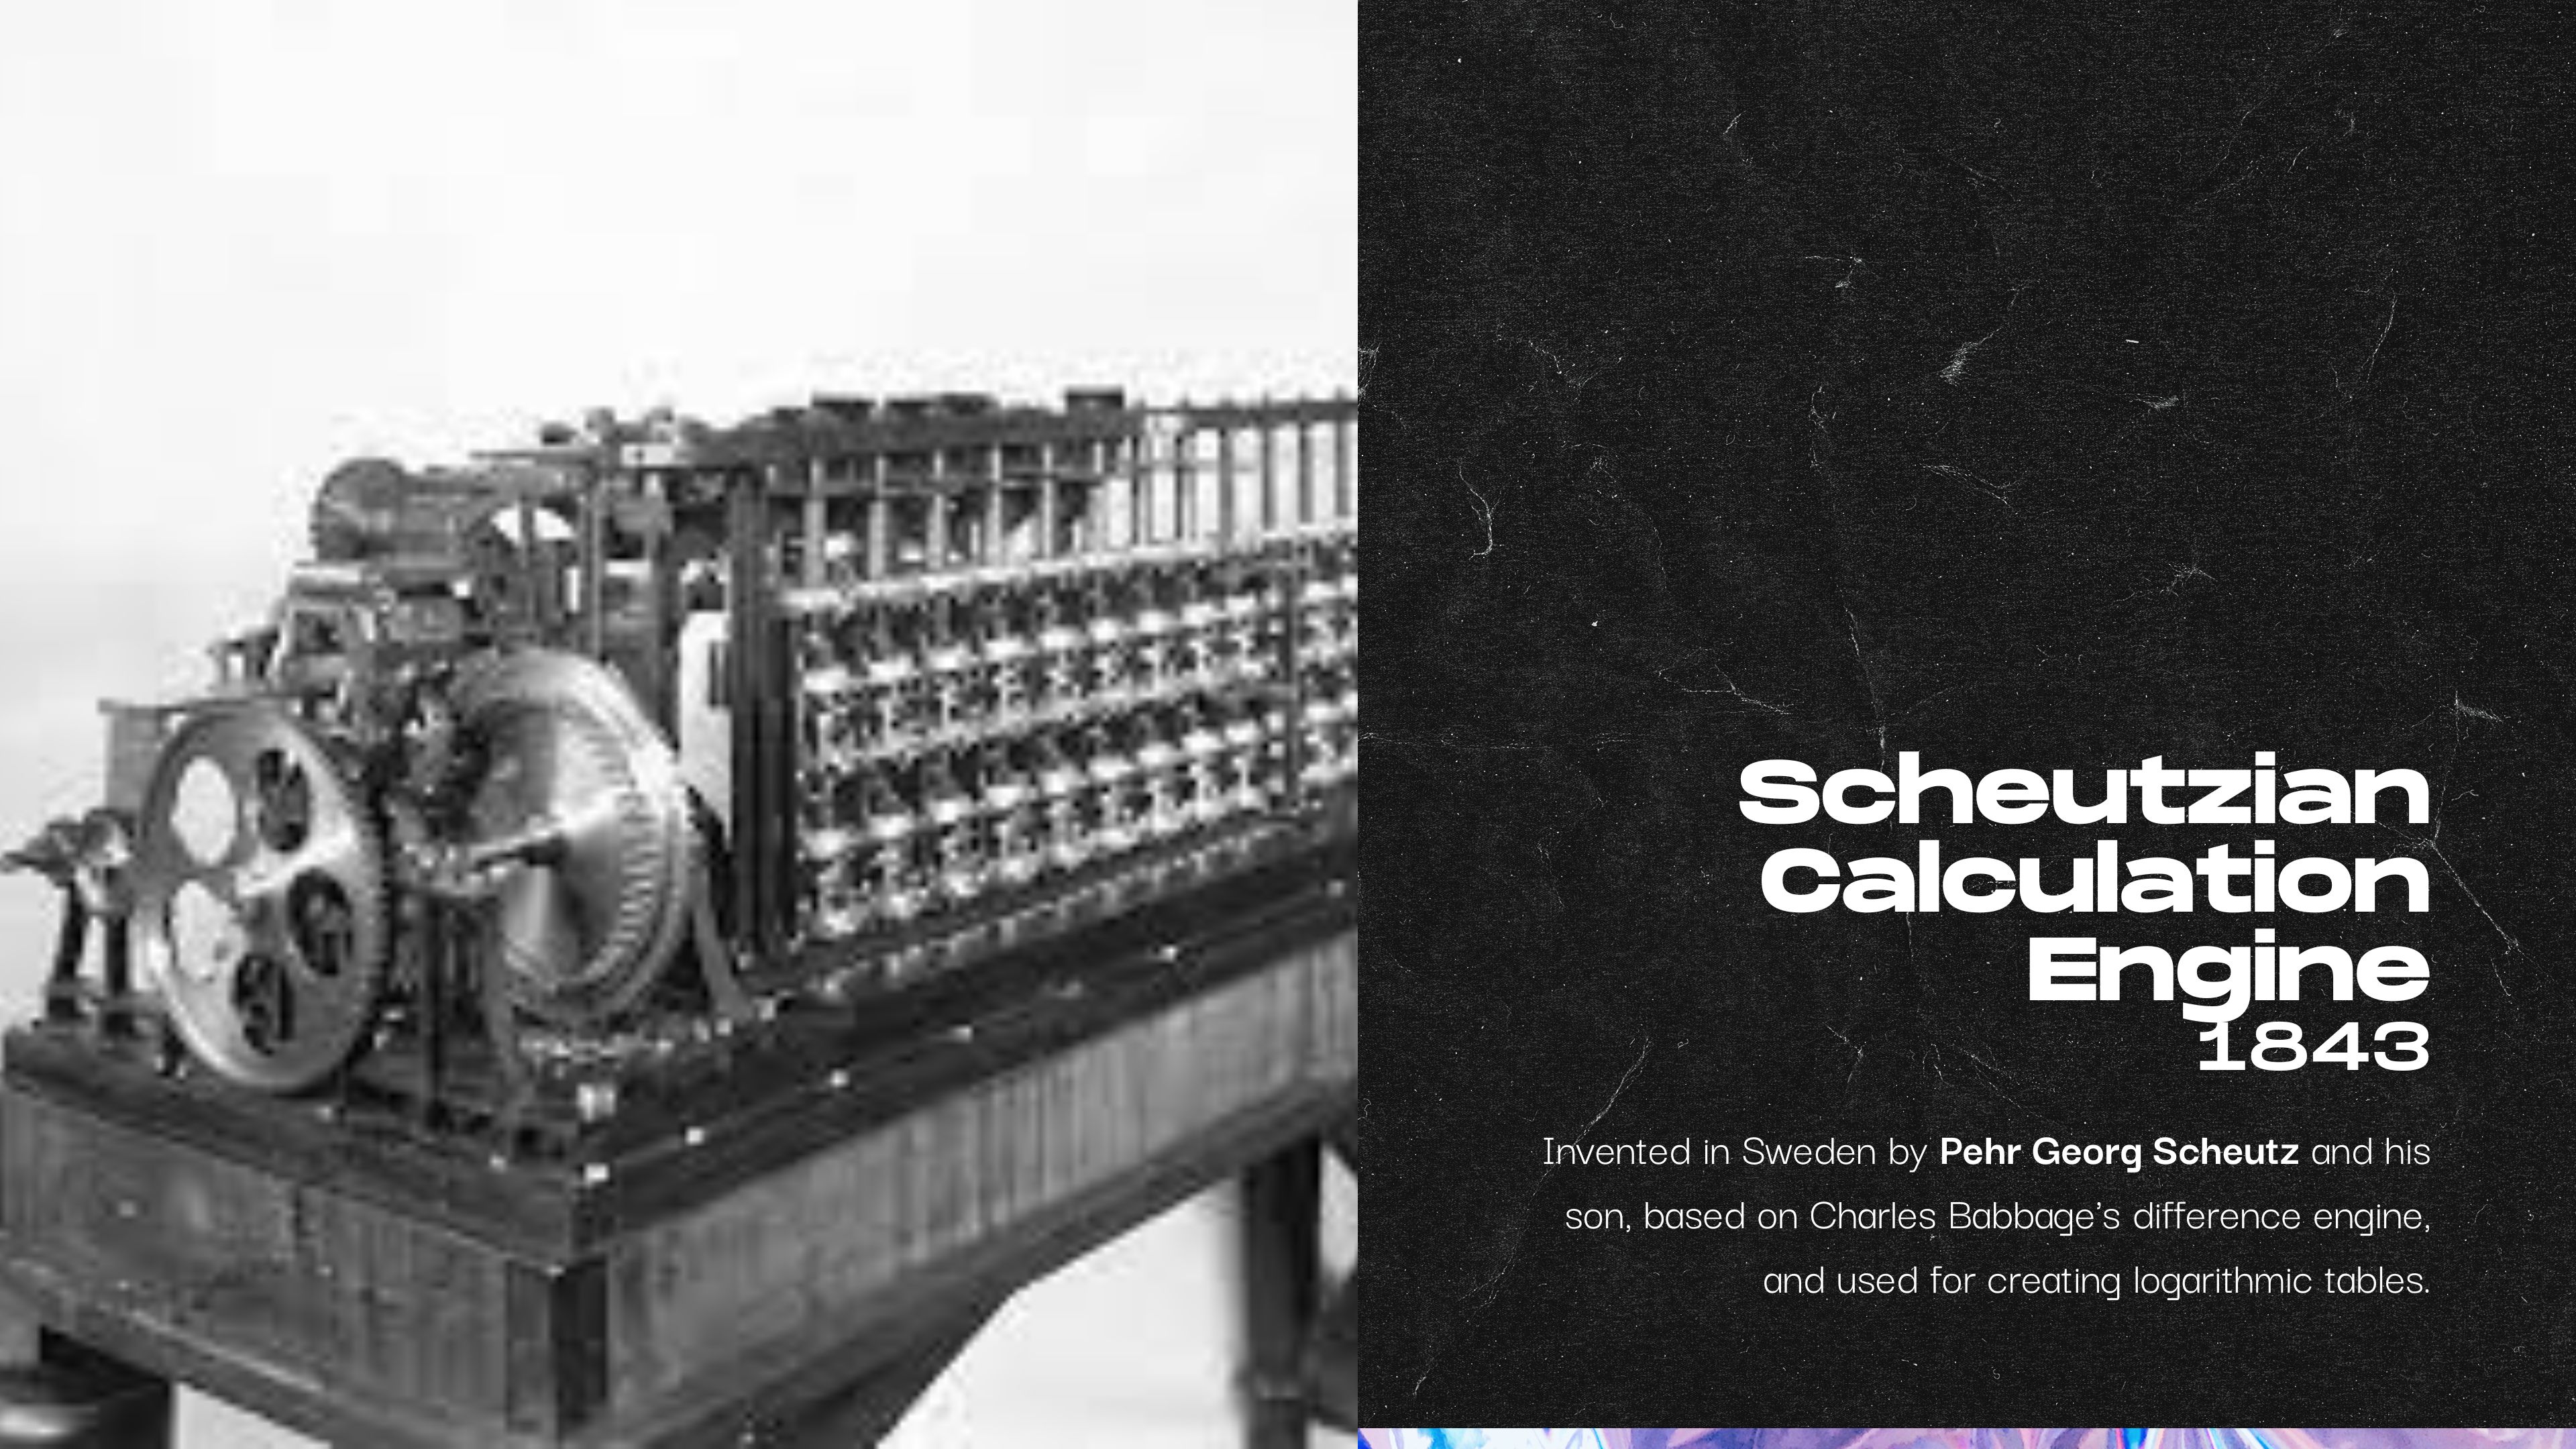 Scheutzian
Calculation
Engine
1843
Invented in Sweden by Pehr Georg Scheutz and his
son, based on Charles Babbage's difference engine,
and used for creating logarithmic tables.